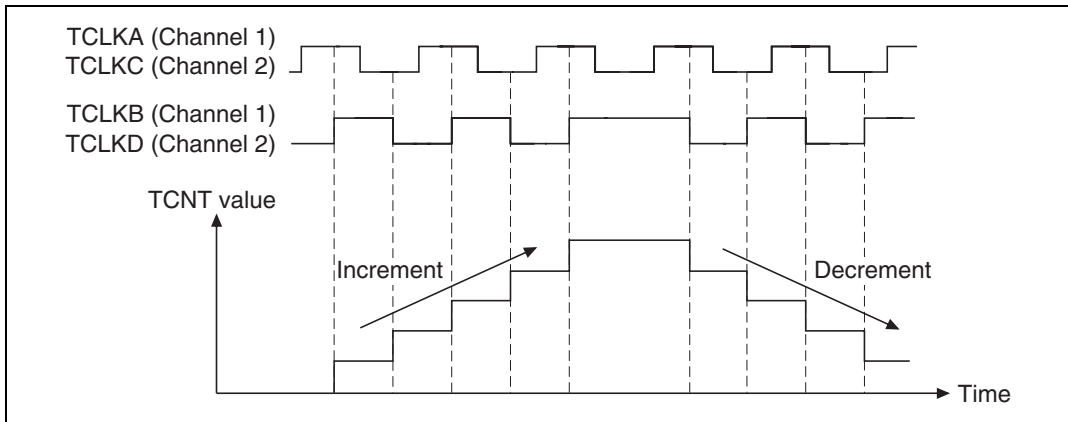 TCLKA (Channel 1)
TCLKC (Channel 2)
TCLKB (Channel 1)
TCLKD (Channel 2)
TCNT value
Increment
Decrement
Time